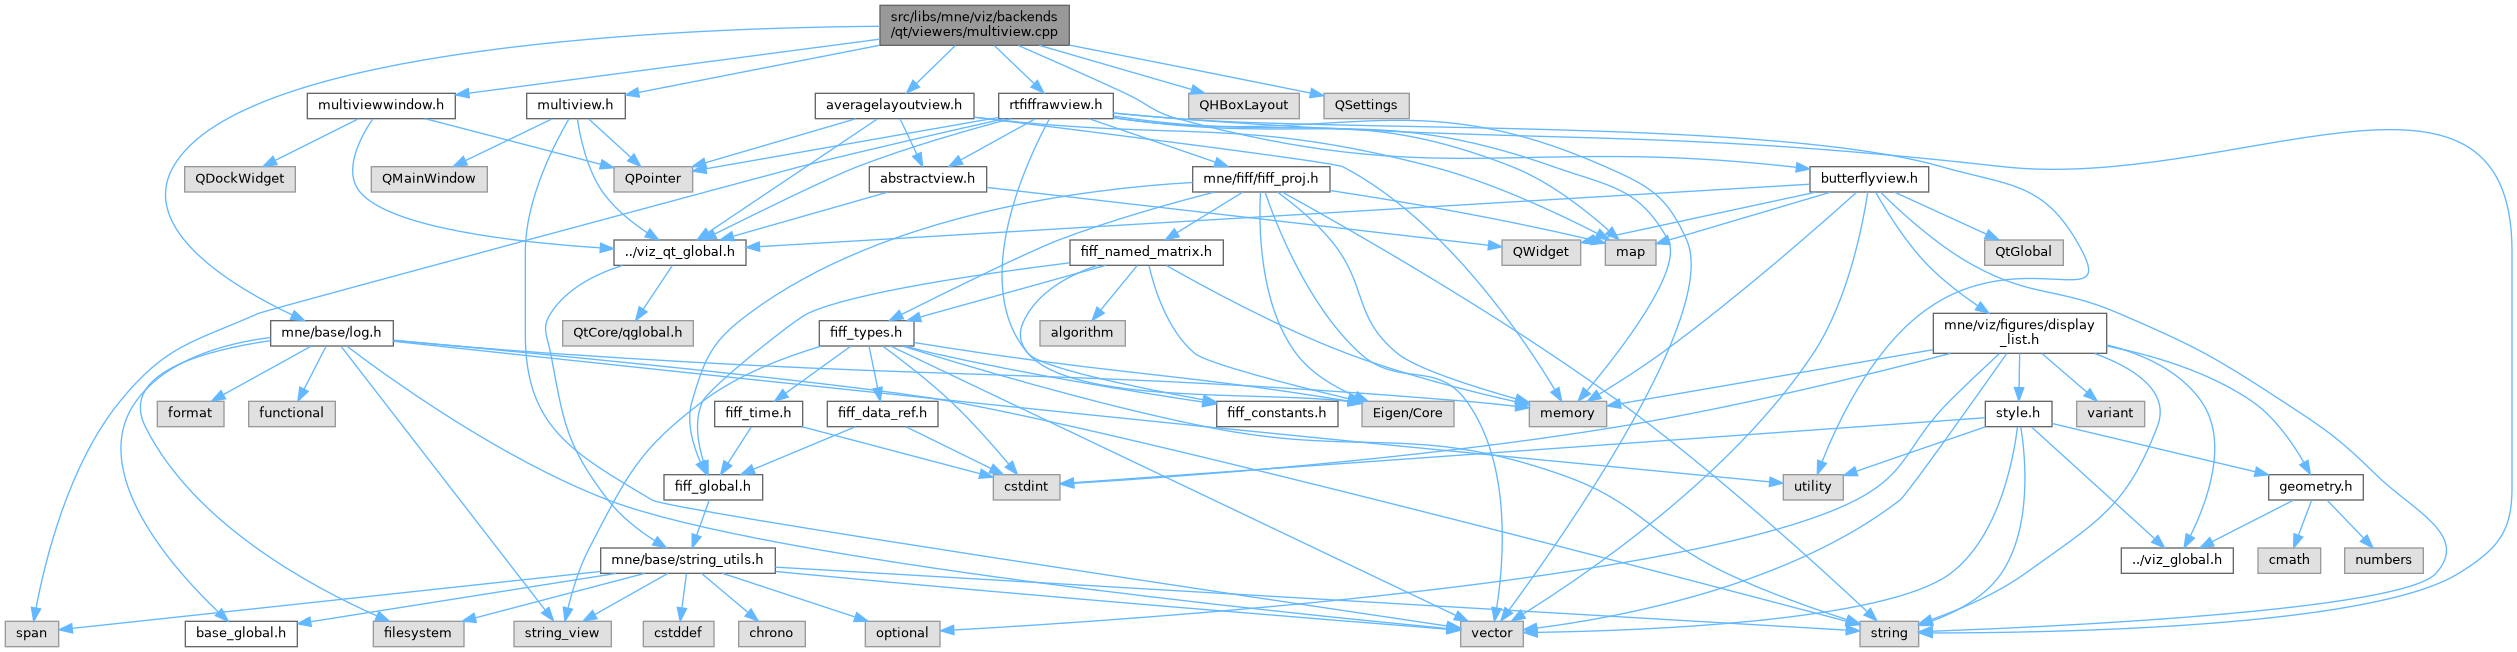 src/libs/mne/viz/backends
/qt/viewers/multiview.cpp
multiviewwindow.h
multiview.h
averagelayoutview.h
rtfiffrawview.h
QHBoxLayout
QSettings
QDockWidget
QMainWindow
QPointer
abstractview.h
mne/fiff/fiff_proj.h
butterflyview.h
../viz_qt_global.h
fiff_named_matrix.h
QWidget
map
QtGlobal
QtCore/qglobal.h
mne/base/log.h
fiff_types.h
algorithm
mne/viz/figures/display
_list.h
format
functional
fiff_time.h
fiff_data_ref.h
fiff_constants.h
Eigen/Core
memory
style.h
variant
fiff_global.h
cstdint
utility
geometry.h
mne/base/string_utils.h
../viz_global.h
cmath
numbers
span
base_global.h
filesystem
string_view
cstddef
chrono
optional
vector
string